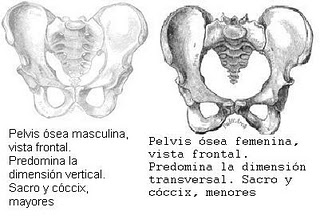 Pelvis ósea masculina,
vista frontal.
Predomina la
dimensión vertical.
Sacro y cóccix,
mayores
Pelvis ósea femenina,
vista frontal.
Predomina la dimensión
transversal. Sacro y
cóccix, menores